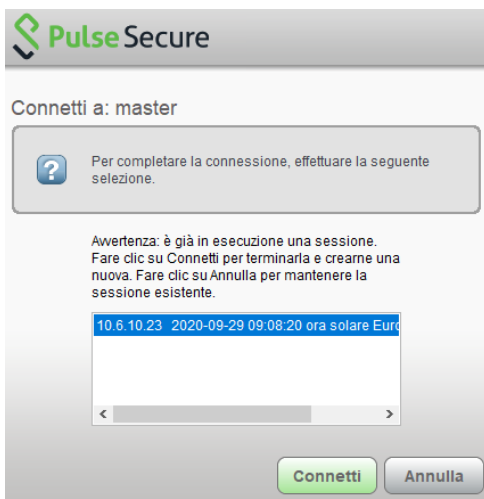 Pulse Secure
Connetti a: master
Per completare la connessione, effettuare la seguente
selezione.
Avvertenza: è già in esecuzione una sessione.
Fare clic su Connetti per terminarla e crearne una
nuova. Fare clic su Annulla per mantenere la
sessione esistente.
10.6.10.23 2020-09-29 09:08:20 ora solare Euro
Connetti
Annulla